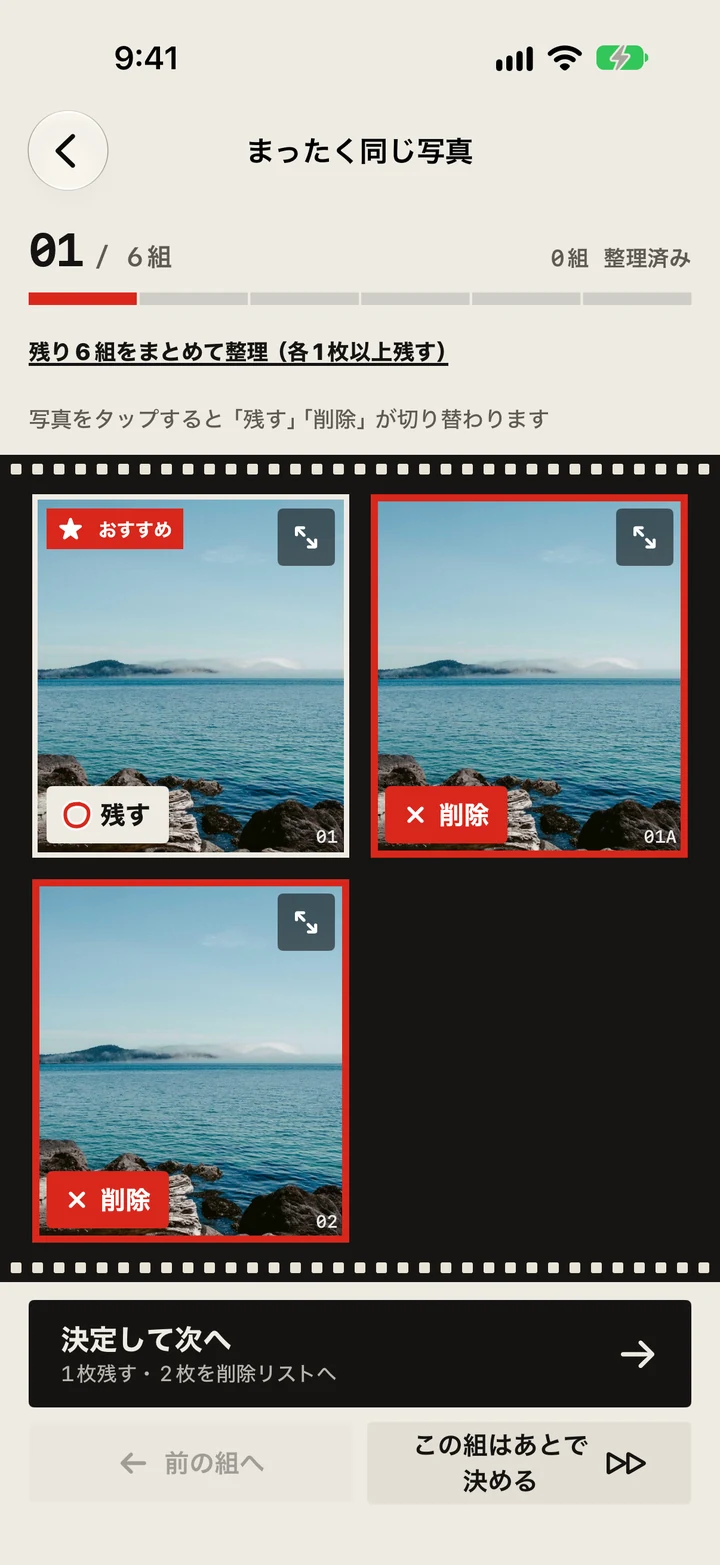 9:41
まったく同じ写真
01 / 6組
0組 整理済み
残り6組をまとめて整理（各1枚以上残す）
写真をタップすると「残す」「削除」が切り替わります
おすすめ
残す
01
削除
01A
削除
02
決定して次へ
1枚残す・2枚を削除リストへ
前の組へ
この組はあとで
決める